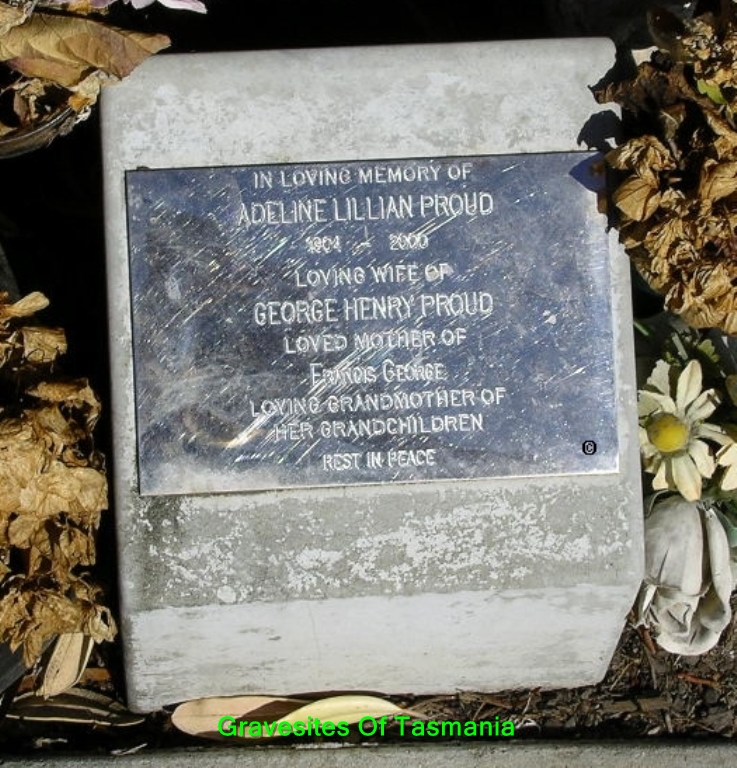 IN LOVING MEMORY OF
ADELINE LILLIAN PROUD
1904 - 2000
LOVING WIFE OF
GEORGE HENRY PROUD
LOVED MOTHER OF
FRANCIS GEORGE
LOVING GRANDMOTHER OF
HER GRANDCHILDREN
REST IN PEACE
©
Gravesites Of Tasmania